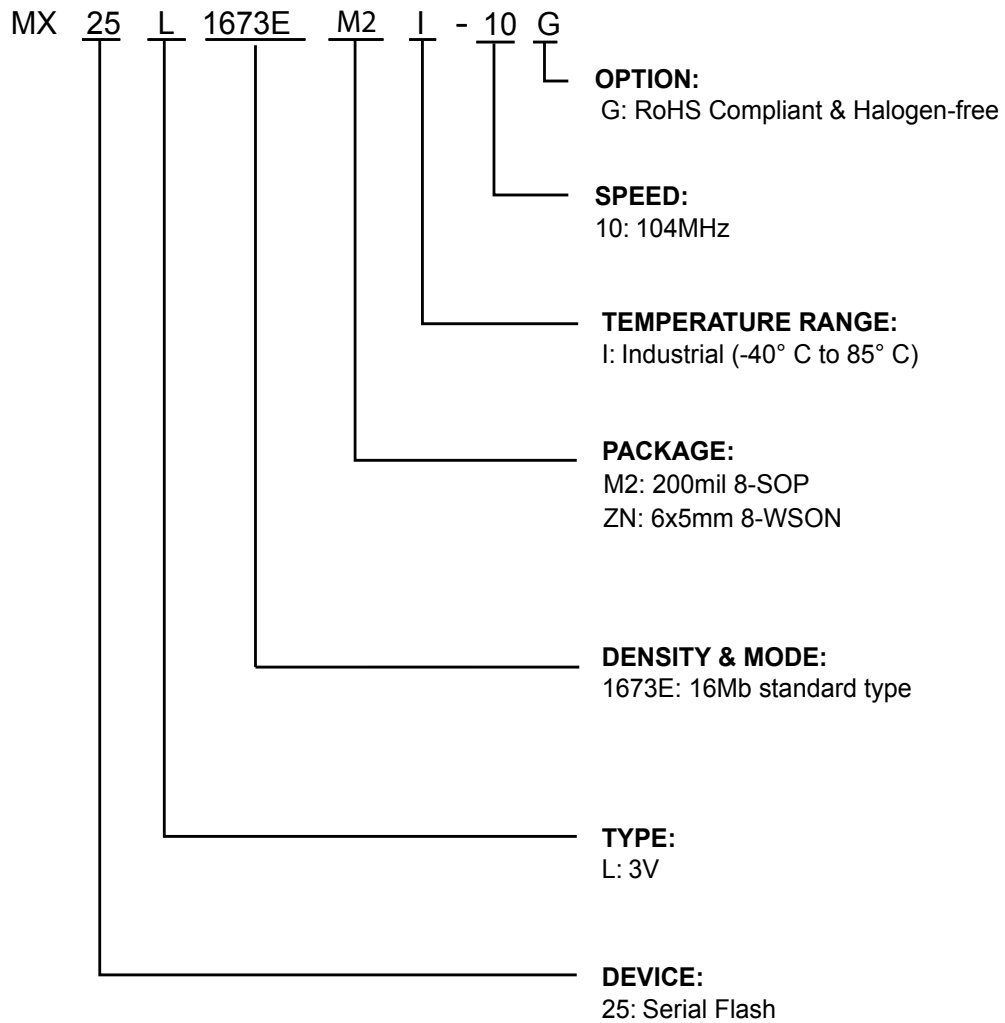 MX 25 L 1673E M2 I - 10 G
OPTION:
G: RoHS Compliant & Halogen-free
SPEED:
10: 104MHz
TEMPERATURE RANGE:
I: Industrial (-40° C to 85° C)
PACKAGE:
M2: 200mil 8-SOP
ZN: 6x5mm 8-WSON
DENSITY & MODE:
1673E: 16Mb standard type
TYPE:
L: 3V
DEVICE:
25: Serial Flash